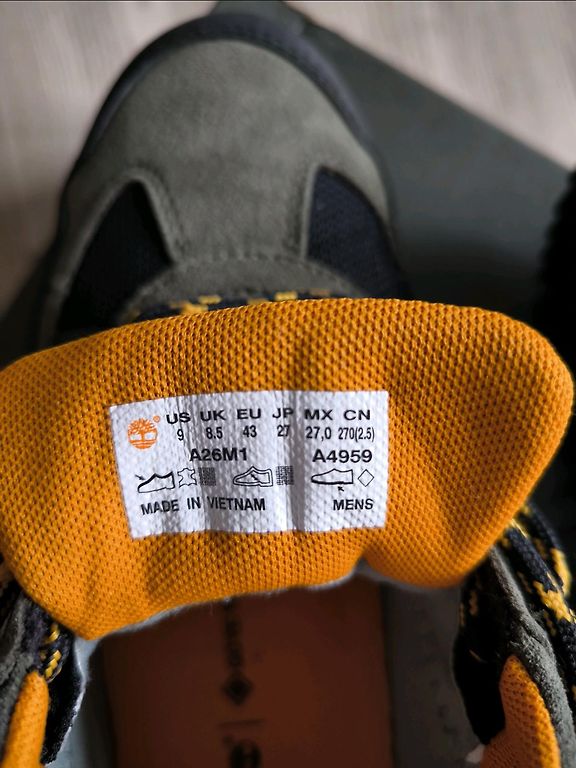 US UK EU JP MX CN
9 8.5 43 27 27,0 270(2.5)
A26M1 A4959
MADE IN VIETNAM MENS